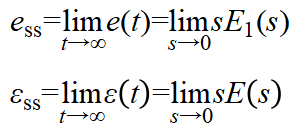 e_ss=lim_{t→∞} e(t)=lim_{s→0} sE_1(s)
ε_ss=lim_{t→∞} ε(t)=lim_{s→0} sE(s)